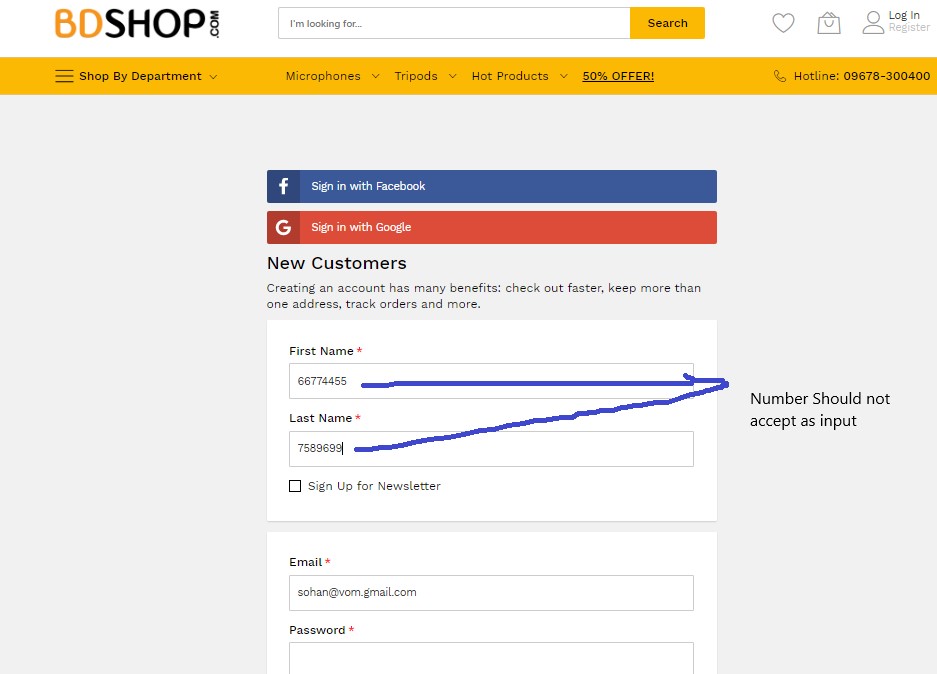 BDSHOP.COM
I'm looking for...
Search
Log In
Register
Shop By Department
Microphones Tripods Hot Products 50% OFFER!
Hotline: 09678-300400
Sign in with Facebook
G Sign in with Google
New Customers
Creating an account has many benefits: check out faster, keep more than
one address, track orders and more.
First Name *
66774455
Last Name *
7589699
Number Should not
accept as input
Sign Up for Newsletter
Email *
sohan@vom.gmail.com
Password *